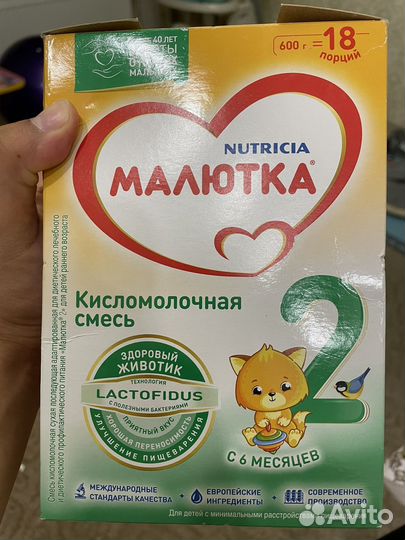 40 ЛЕТ
600 г = 18 порций
NUTRICIA
МАЛЮТКА®
Кисломолочная
смесь
2
ЗДОРОВЫЙ
ЖИВОТИК
ТЕХНОЛОГИЯ
LACTOFIDUS
С ПОЛЕЗНЫМИ БАКТЕРИЯМИ
ПРИЯТНЫЙ ВКУС
ХОРОШАЯ ПЕРЕНОСИМОСТЬ
УЛУЧШЕНИЕ ПИЩЕВАРЕНИЯ
С 6 МЕСЯЦЕВ
Смесь кисломолочная сухая последующая адаптированная для диетического лечебного
и диетического профилактического питания «Малютка® 2» для детей раннего возраста
МЕЖДУНАРОДНЫЕ
СТАНДАРТЫ КАЧЕСТВА
+ ЕВРОПЕЙСКИЕ
ИНГРЕДИЕНТЫ
+ СОВРЕМЕННОЕ
ПРОИЗВОДСТВО
Для детей с минимальными
Avito